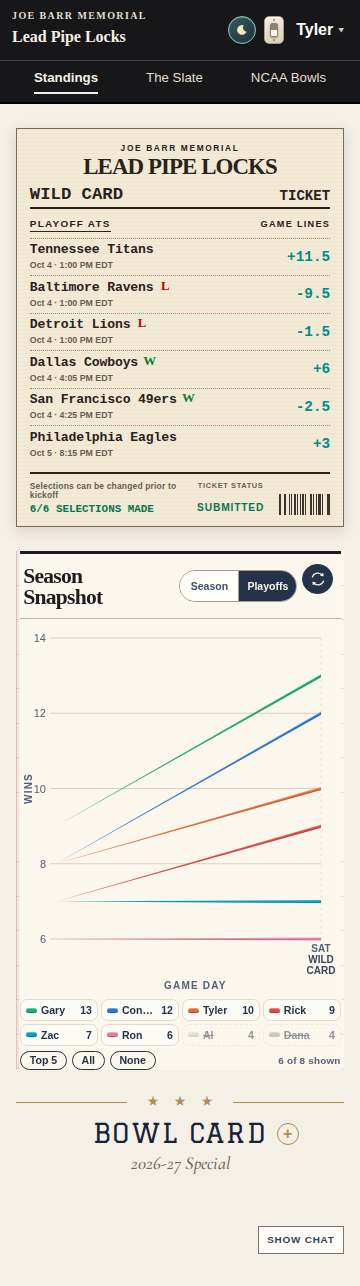 JOE BARR MEMORIAL
Lead Pipe Locks
Tyler
Standings
The Slate
NCAA Bowls
JOE BARR MEMORIAL
LEAD PIPE LOCKS
WILD CARD
TICKET
PLAYOFF ATS
GAME LINES
Tennessee Titans
Oct 4 · 1:00 PM EDT
+11.5
Baltimore Ravens L
Oct 4 · 1:00 PM EDT
-9.5
Detroit Lions L
Oct 4 · 1:00 PM EDT
-1.5
Dallas Cowboys W
Oct 4 · 4:05 PM EDT
+6
San Francisco 49ers W
Oct 4 · 4:25 PM EDT
-2.5
Philadelphia Eagles
Oct 5 · 8:15 PM EDT
+3
Selections can be changed prior to
kickoff
6/6 SELECTIONS MADE
TICKET STATUS
SUBMITTED
Season
Snapshot
Season
Playoffs
14
12
10
8
6
WINS
SAT
WILD
CARD
GAME DAY
Gary 13
Con... 12
Tyler 10
Rick 9
Zac 7
Ron 6
Al 4
Dana 4
Top 5
All
None
6 of 8 shown
BOWL CARD +
2026-27 Special
SHOW CHAT